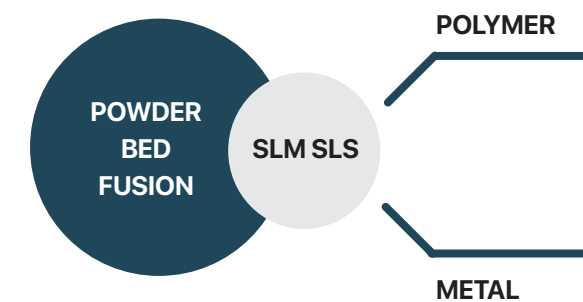 POLYMER
POWDER
BED
FUSION
SLM SLS
METAL